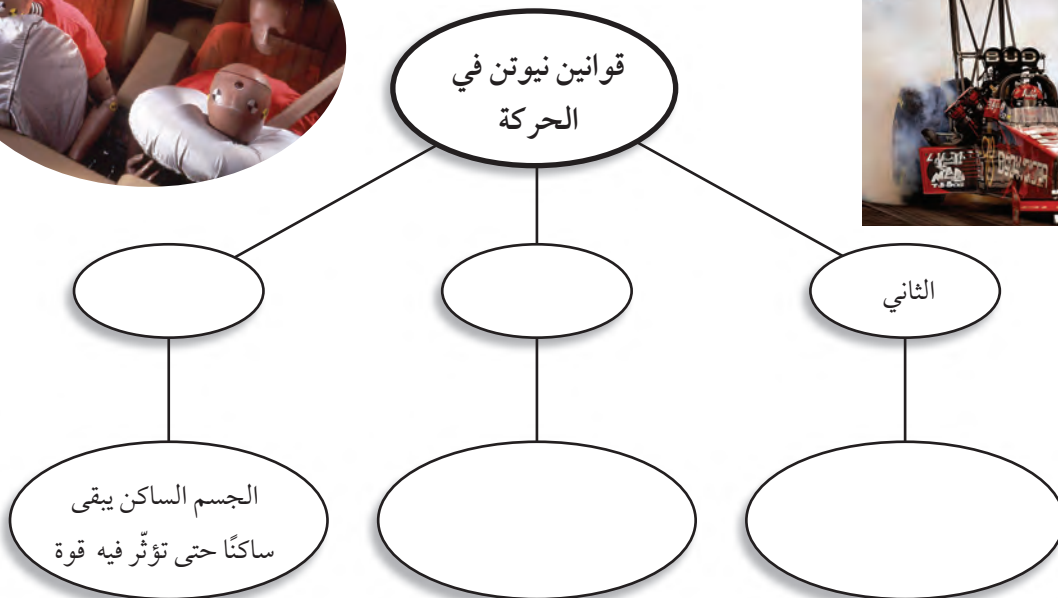 قوانين نيوتن في
الحركة
الثاني
الجسم الساكن يبقى
ساكنًا حتى تؤثّر فيه قوة